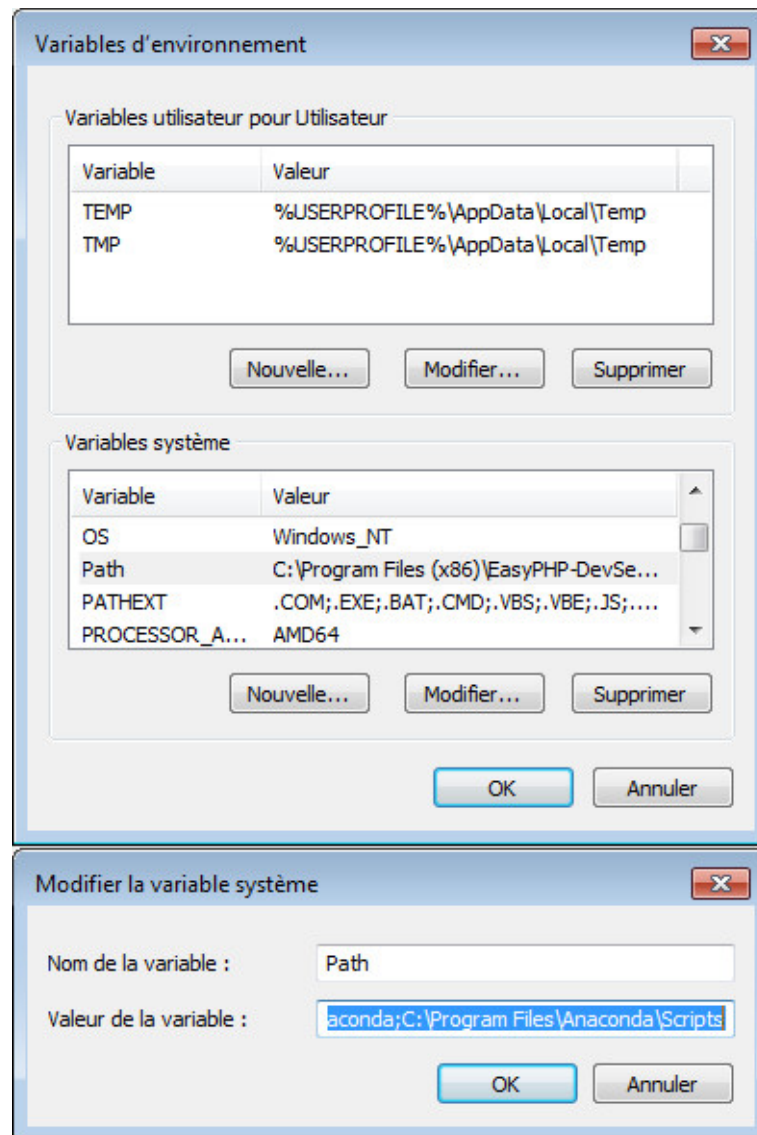 Variables d'environnement
Variables utilisateur pour Utilisateur
Variable Valeur
TEMP %USERPROFILE%\AppData\Local\Temp
TMP %USERPROFILE%\AppData\Local\Temp
Nouvelle... Modifier... Supprimer
Variables système
Variable Valeur
OS Windows_NT
Path C:\Program Files (x86)\EasyPHP-DevSe...
PATHEXT .COM;.EXE;.BAT;.CMD;.VBS;.VBE;.JS;....
PROCESSOR_A... AMD64
Nouvelle... Modifier... Supprimer
OK Annuler
Modifier la variable système
Nom de la variable : Path
Valeur de la variable : aconda;C:\Program Files\Anaconda\Scripts
OK Annuler